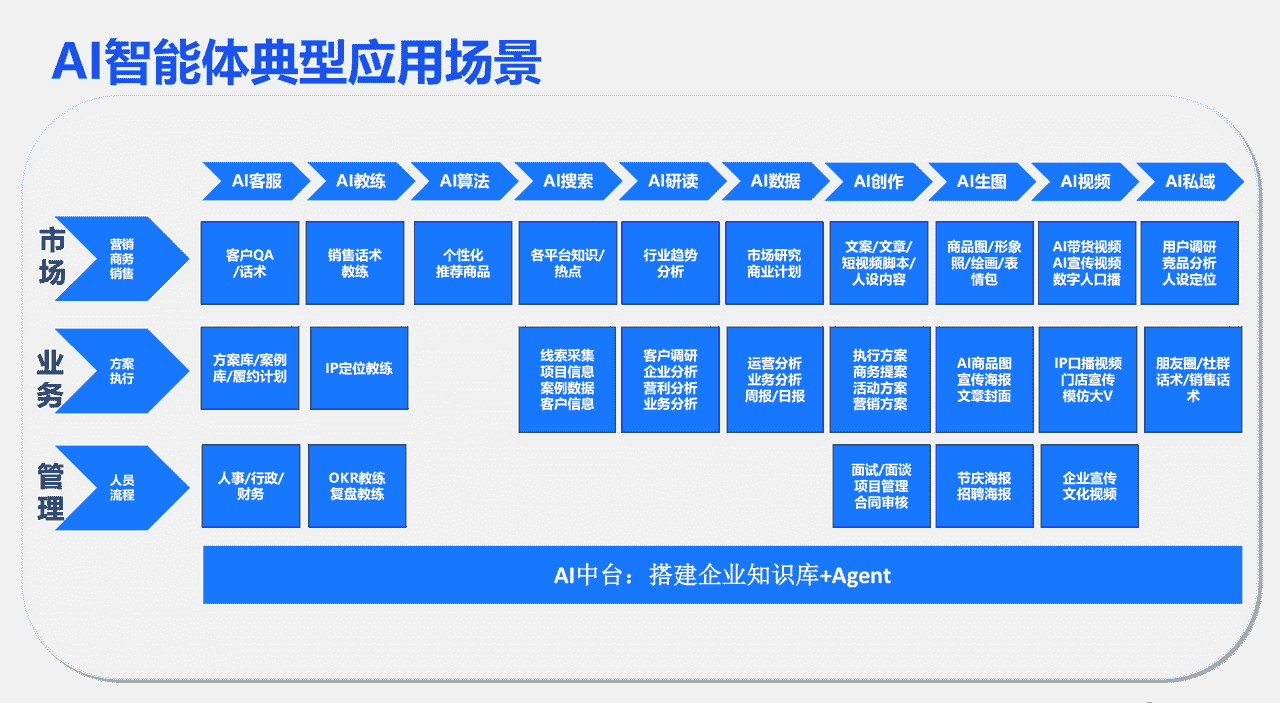 AI智能体典型应用场景
AI客服
AI教练
AI算法
AI搜索
AI研读
AI数据
AI创作
AI生图
AI视频
AI私域
市
场
营销
商务
销售
客户QA
/话术
销售话术
教练
个性化
推荐商品
各平台知识/
热点
行业趋势
分析
市场研究
商业计划
文案/文章/
短视频脚本/
人设内容
商品图/形象
照/绘画/表
情包
AI带货视频
AI宣传视频
数字人口播
用户调研
竞品分析
人设定位
业
务
方案
执行
方案库/案例
库/履约计划
IP定位教练
线索采集
项目信息
案例数据
客户信息
客户调研
企业分析
营利分析
业务分析
运营分析
业务分析
周报/日报
执行方案
商务提案
活动方案
营销方案
AI商品图
宣传海报
文章封面
IP口播视频
门店宣传
模仿大V
朋友圈/社群
话术/销售话
术
管
理
人员
流程
人事/行政/
财务
OKR教练
复盘教练
面试/面谈
项目管理
合同审核
节庆海报
招聘海报
企业宣传
文化视频
AI中台：搭建企业知识库+Agent